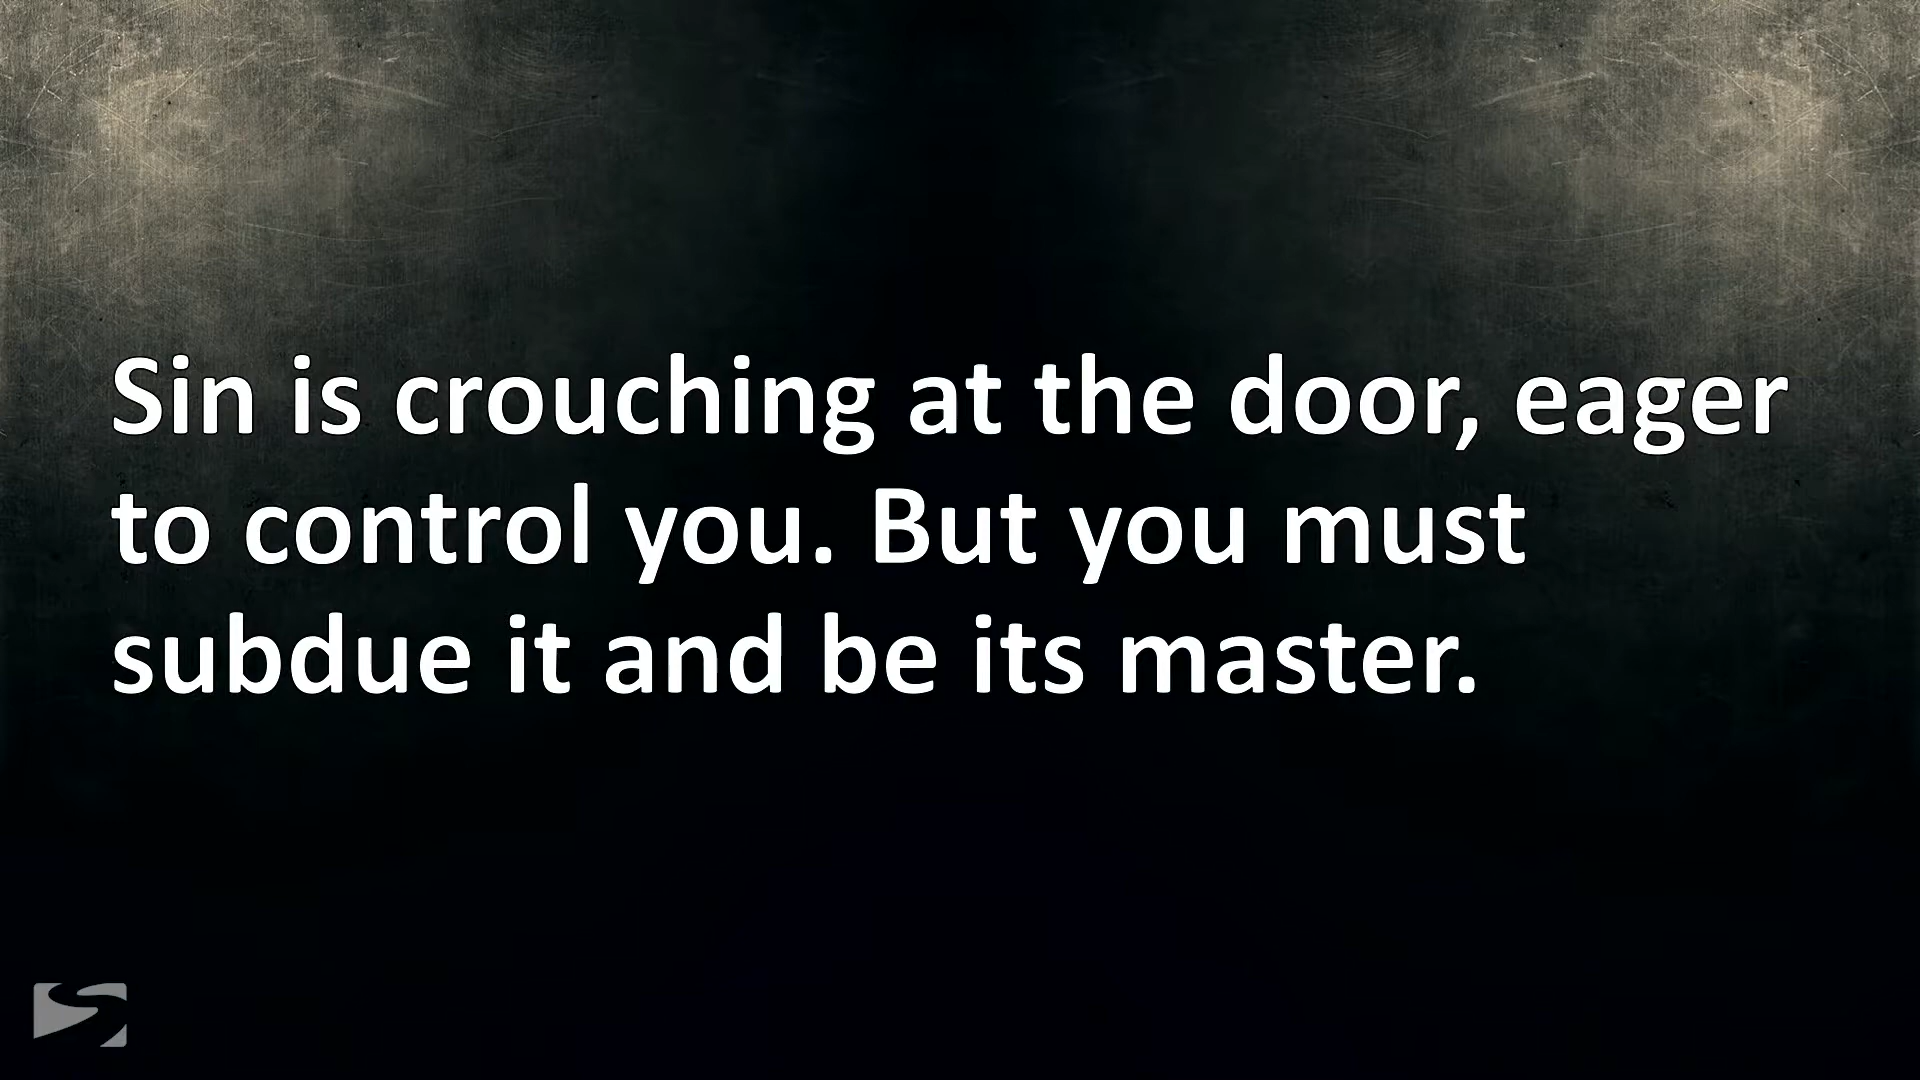 Sin is crouching at the door, eager
to control you. But you must
subdue it and be its master.